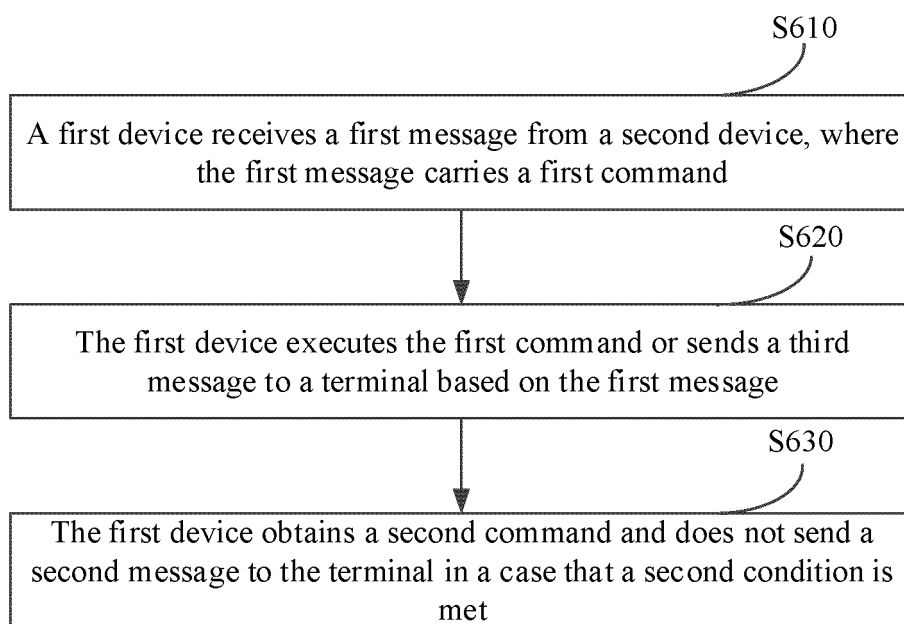 S610
A first device receives a first message from a second device, where
the first message carries a first command
S620
The first device executes the first command or sends a third
message to a terminal based on the first message
S630
The first device obtains a second command and does not send a
second message to the terminal in a case that a second condition is
met